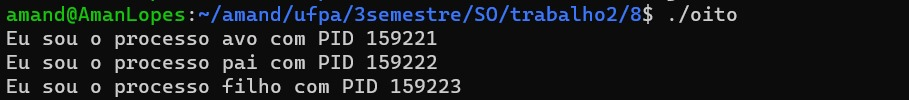 amand@AmanLopes:~/amand/ufpa/3semestre/SO/trabalho2/8$ ./oito
Eu sou o processo avo com PID 159221
Eu sou o processo pai com PID 159222
Eu sou o processo filho com PID 159223